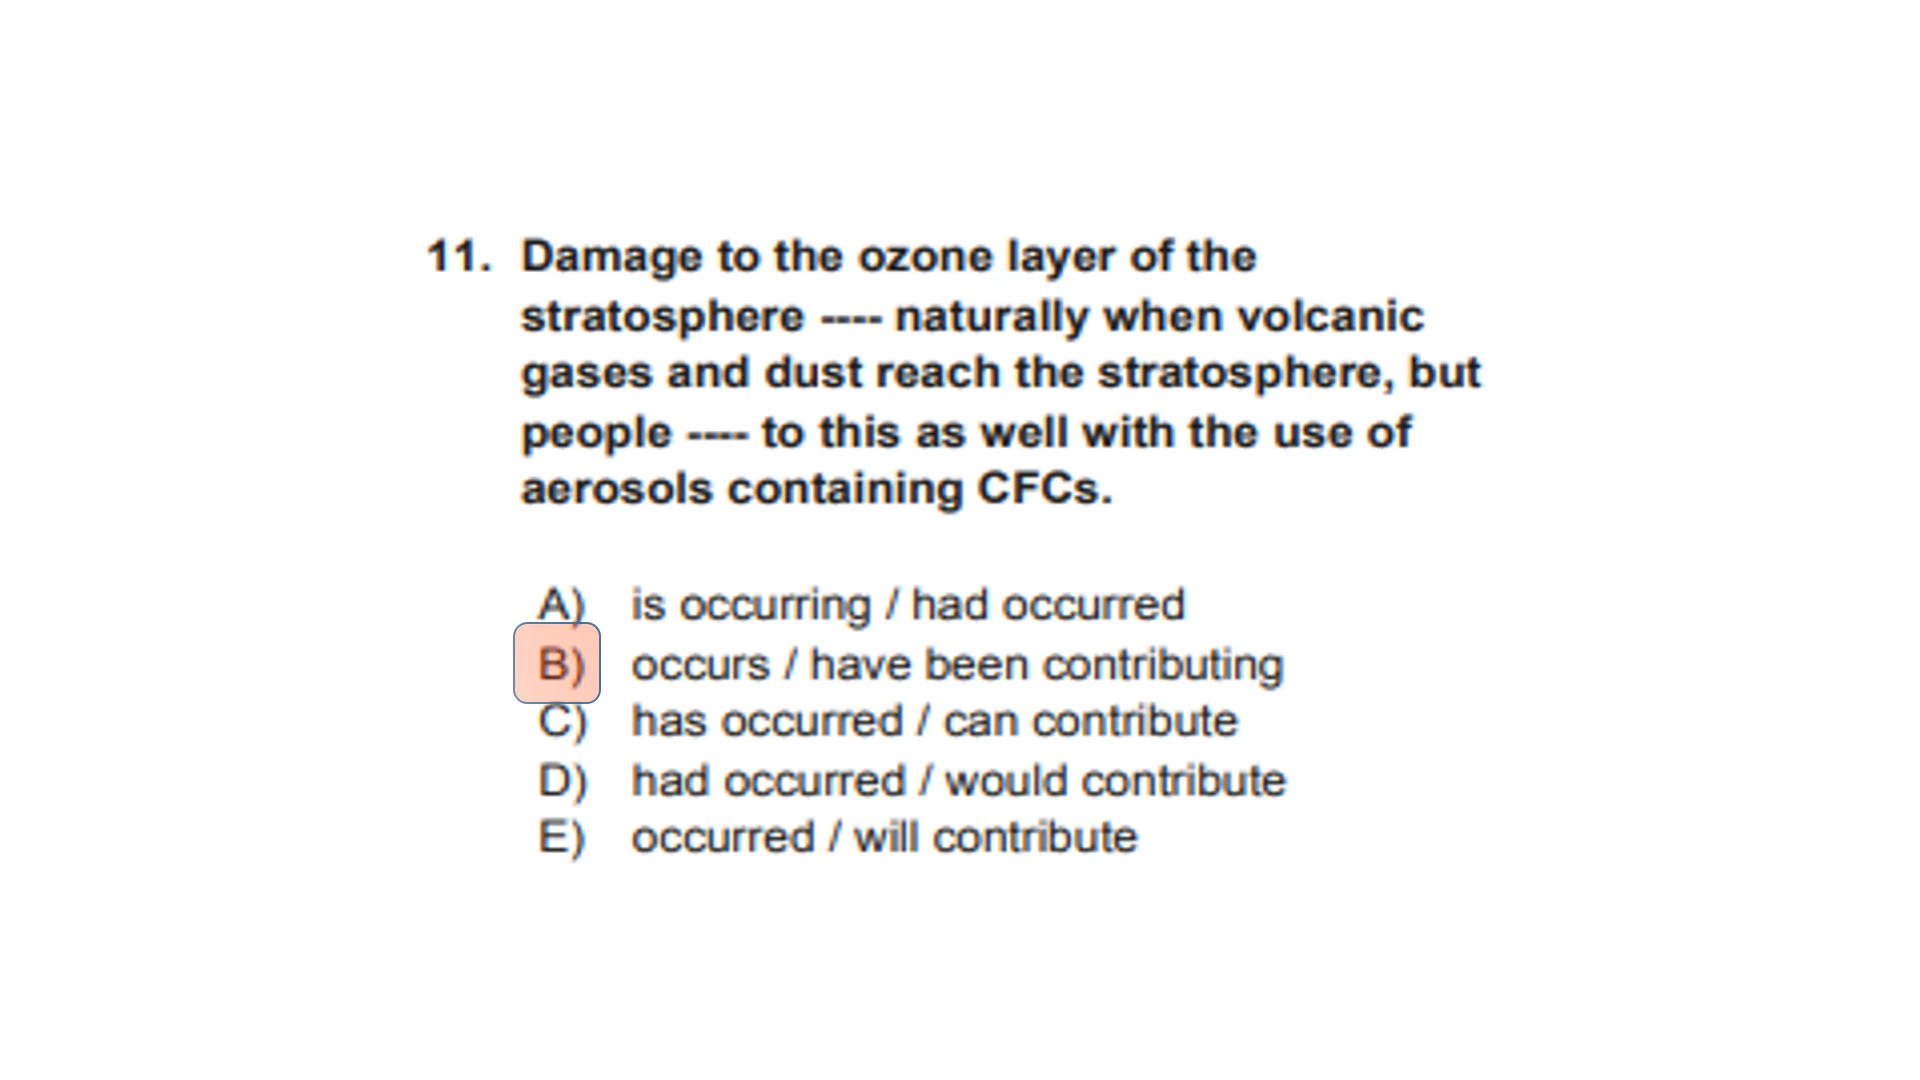 11. Damage to the ozone layer of the
stratosphere ---- naturally when volcanic
gases and dust reach the stratosphere, but
people ---- to this as well with the use of
aerosols containing CFCs.
A) is occurring / had occurred
B) occurs / have been contributing
C) has occurred / can contribute
D) had occurred / would contribute
E) occurred / will contribute